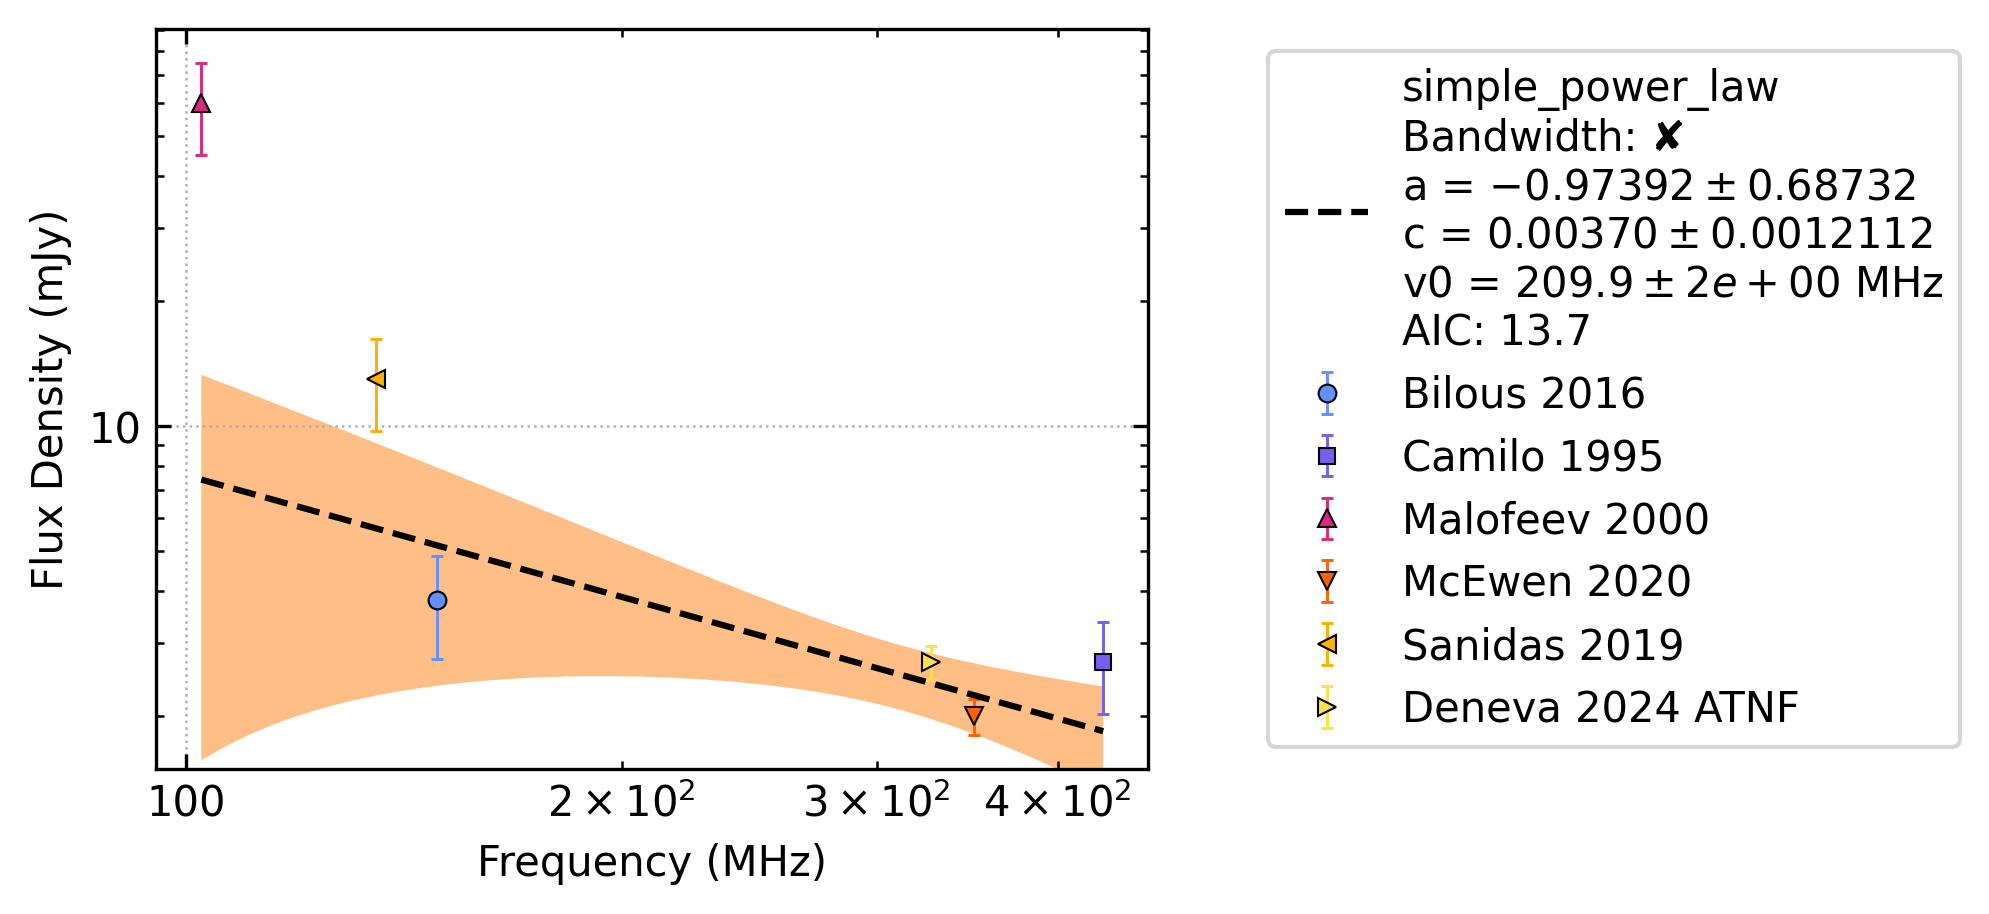 Flux Density (mJy)
10
100
2 × 10²
3 × 10²
4 × 10²
Frequency (MHz)
simple_power_law
Bandwidth: ✘
a = −0.97392 ± 0.68732
c = 0.00370 ± 0.0012112
v0 = 209.9 ± 2e + 00 MHz
AIC: 13.7
Bilous 2016
Camilo 1995
Malofeev 2000
McEwen 2020
Sanidas 2019
Deneva 2024 ATNF